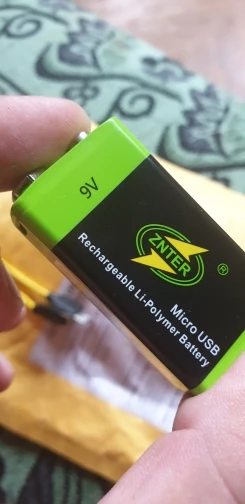 9V
ZNTER ®
Micro USB
Rechargeable Li-Polymer Battery